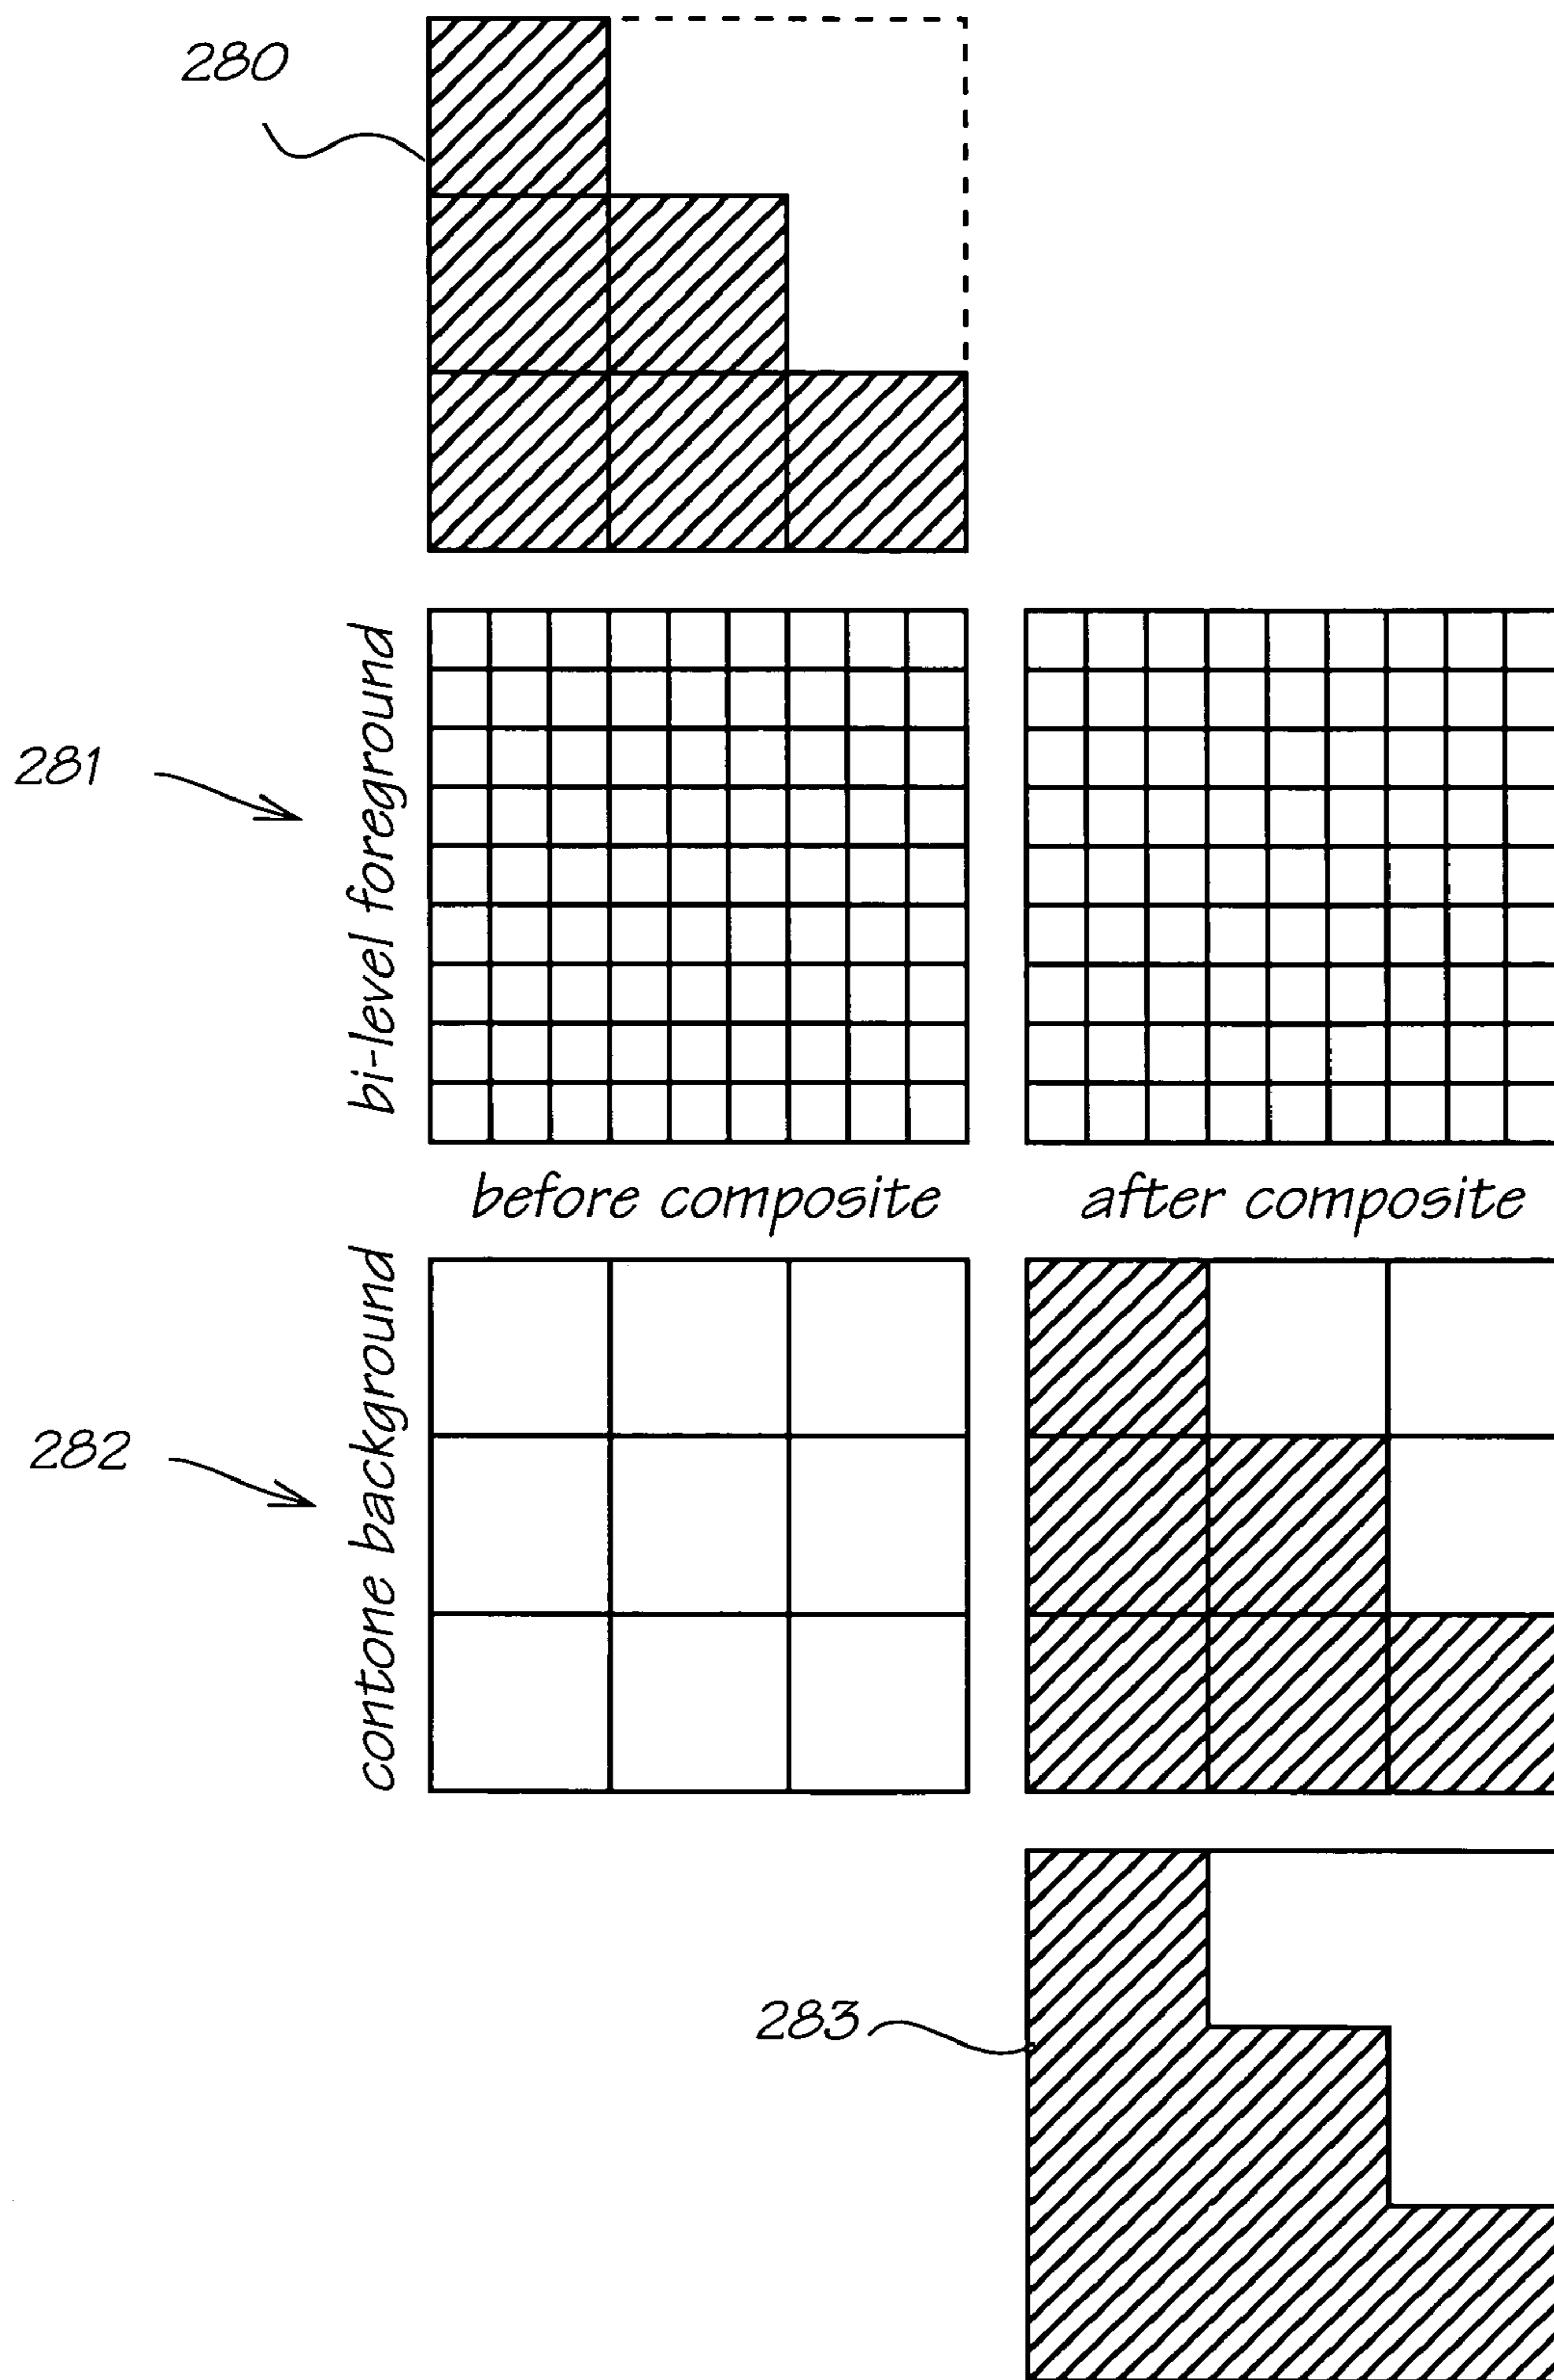 280
281
bi-level foreground
before composite
after composite
282
contone background
283